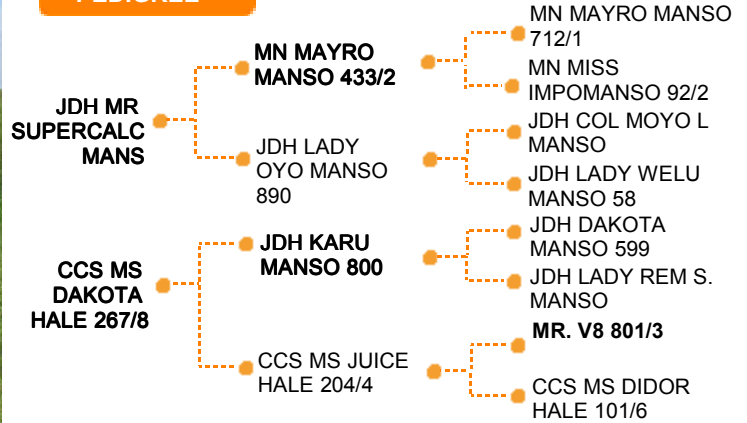 PEDIGREE
MN MAYRO MANSO
712/1
MN MAYRO
MANSO 433/2
MN MISS
IMPOMANSO 92/2
JDH MR
SUPERCALC
MANS
JDH COL MOYO L
MANSO
JDH LADY
OYO MANSO
890
JDH LADY WELU
MANSO 58
JDH DAKOTA
MANSO 599
JDH KARU
MANSO 800
JDH LADY REM S.
MANSO
CCS MS
DAKOTA
HALE 267/8
MR. V8 801/3
CCS MS JUICE
HALE 204/4
CCS MS DIDOR
HALE 101/6